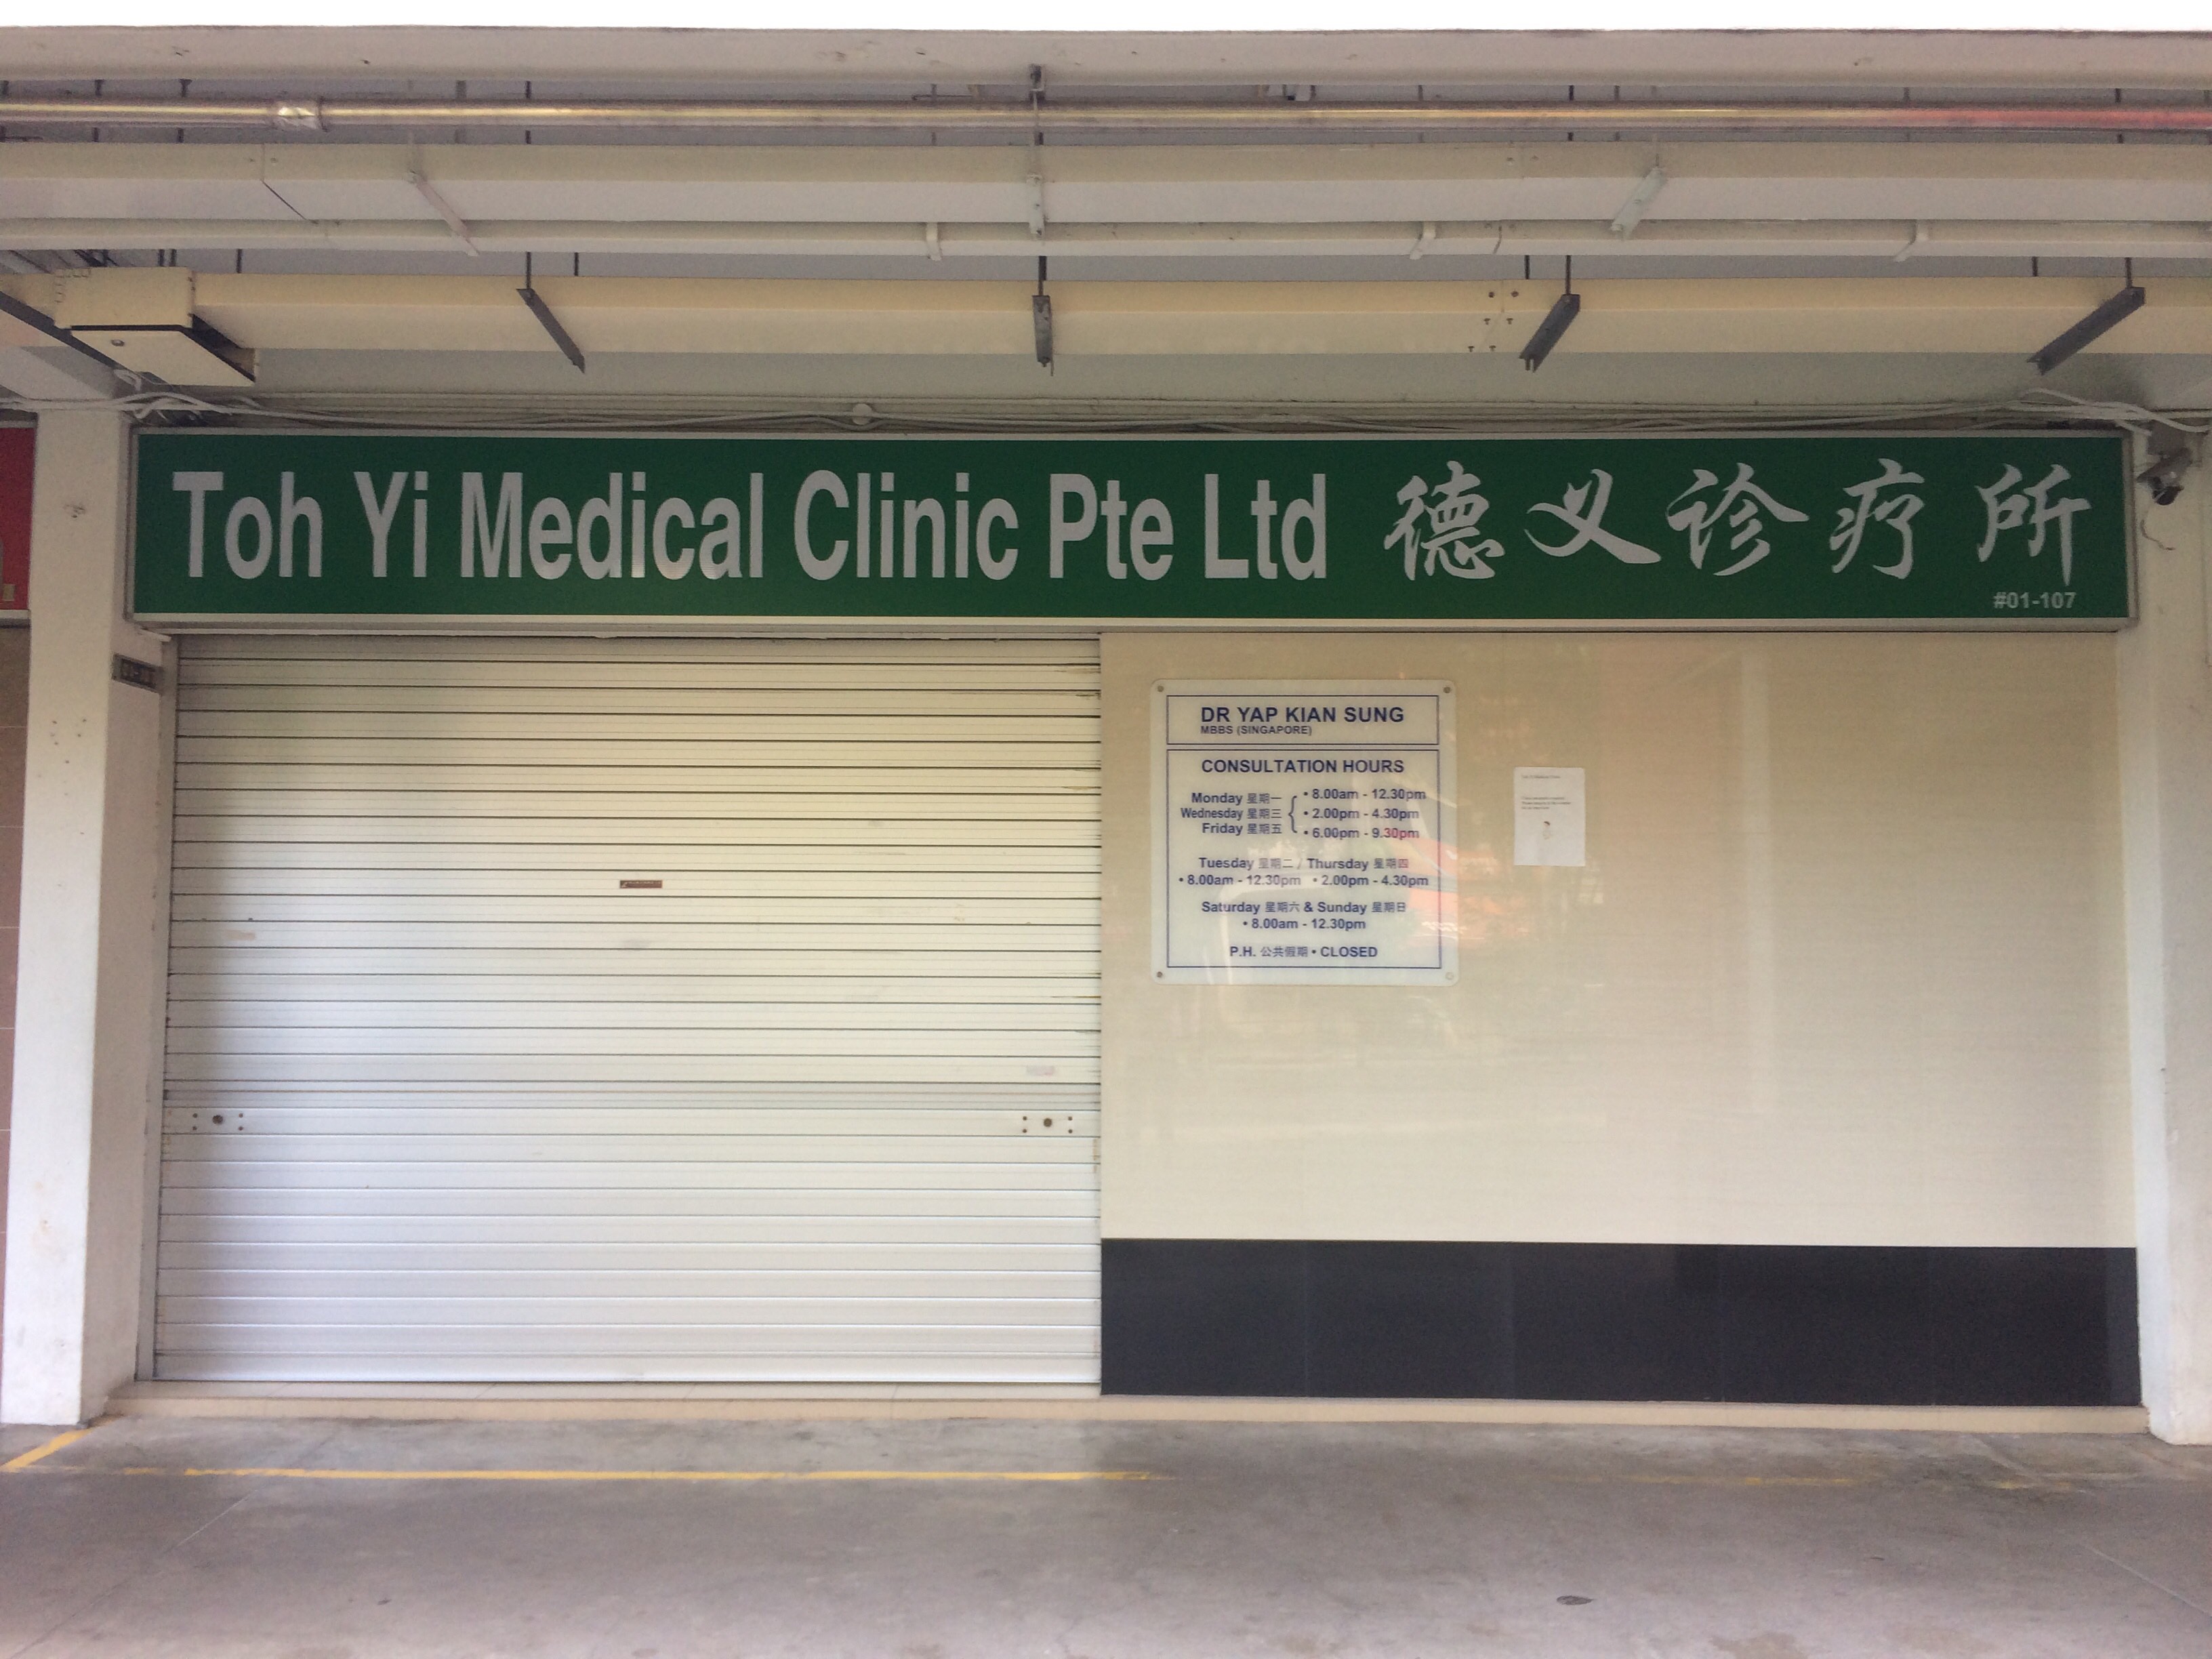 Toh Yi Medical Clinic Pte Ltd 德义诊疗所
#01-107
DR YAP KIAN SUNG
MBBS (SINGAPORE)
CONSULTATION HOURS
Monday 星期一
Wednesday 星期三
Friday 星期五
• 8.00am - 12.30pm
• 2.00pm - 4.30pm
• 6.00pm - 9.30pm
Tuesday 星期二 / Thursday 星期四
• 8.00am - 12.30pm • 2.00pm - 4.30pm
Saturday 星期六 & Sunday 星期日
• 8.00am - 12.30pm
P.H. 公共假期 • CLOSED